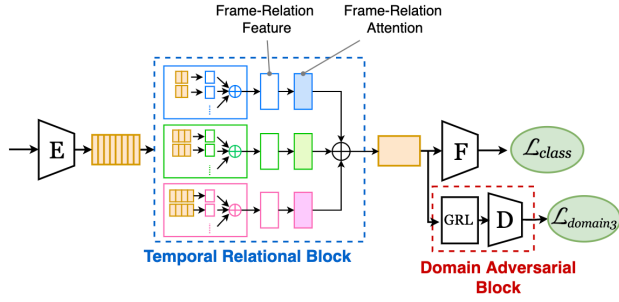 Frame-Relation
Feature
Frame-Relation
Attention
E
F
ℒclass
GRL
D
ℒdomain3
Temporal Relational Block
Domain Adversarial
Block